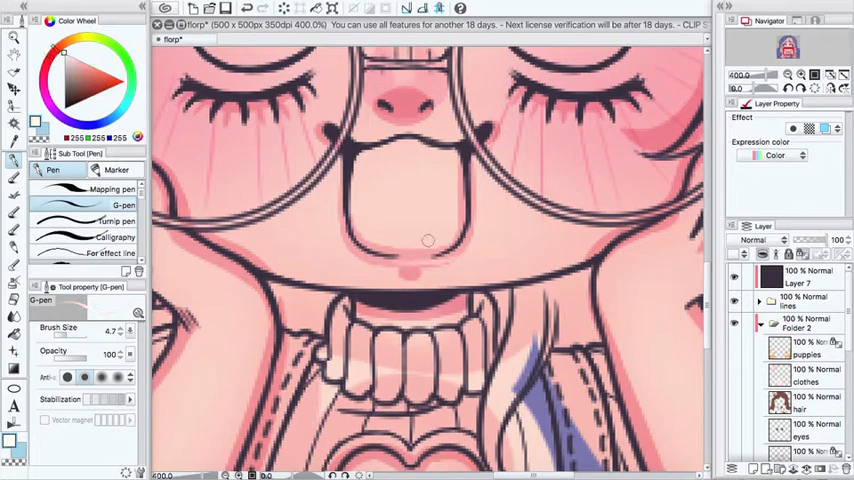 florp* (500 x 500px 350dpi 400.0%)  You can use all features for another 18 days. - Next license verification will be after 18 days. - CLIP S
Color Wheel
florp*
Navigator
400.0
0.0
Layer Property
Effect
Expression color
Color
255 255 255
Sub Tool [Pen]
Pen
Marker
Mapping pen
G-pen
Turnip pen
Calligraphy
For effect line
Tool property [G-pen]
G-pen
Brush Size 4.7
Opacity 100
Anti-a
Stabilization
Vector magnet
Layer
Normal 100
100 % Normal
Layer 7
100 % Normal
lines
100 % Normal
Folder 2
100 % Normal
puppies
100 % Normal
clothes
100 % Normal
hair
100 % Normal
eyes
100 % Normal
400.0
0.0